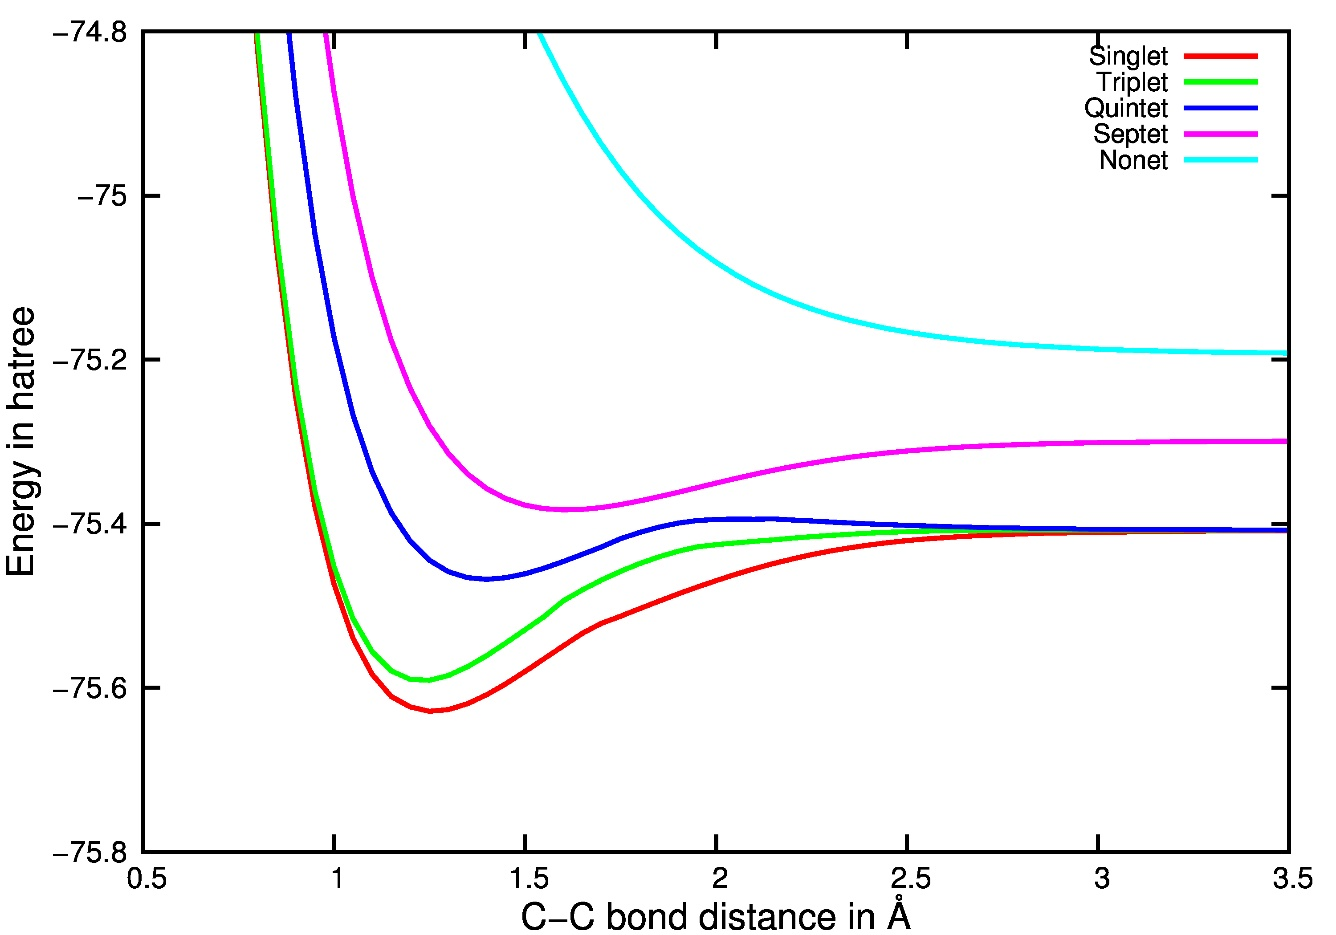 −74.8
−75
−75.2
−75.4
−75.6
−75.8
Energy in hatree
Singlet
Triplet
Quintet
Septet
Nonet
0.5 1 1.5 2 2.5 3 3.5
C−C bond distance in Å